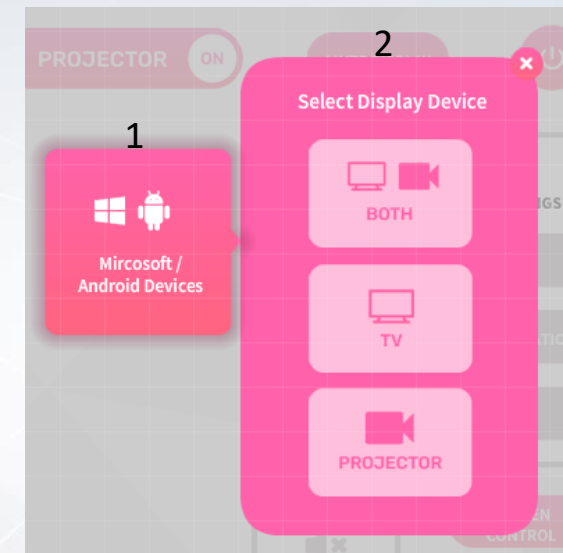 PROJECTOR ON
2
Select Display Device
1
BOTH
Mircosoft /
Android Devices
TV
PROJECTOR